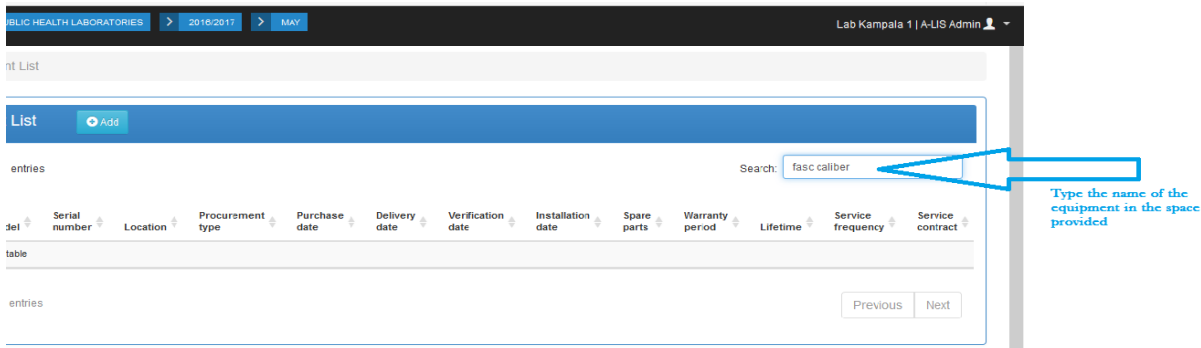 UBLIC HEALTH LABORATORIES > 2016/2017 > MAY Lab Kampala 1 | A-LIS Admin
nt List
List Add
entries Search: fasc caliber
Type the name of the
equipment in the space
provided
del Serial number Location Procurement type Purchase date Delivery date Verification date Installation date Spare parts Warranty period Lifetime Service frequency Service contract
table
entries Previous Next